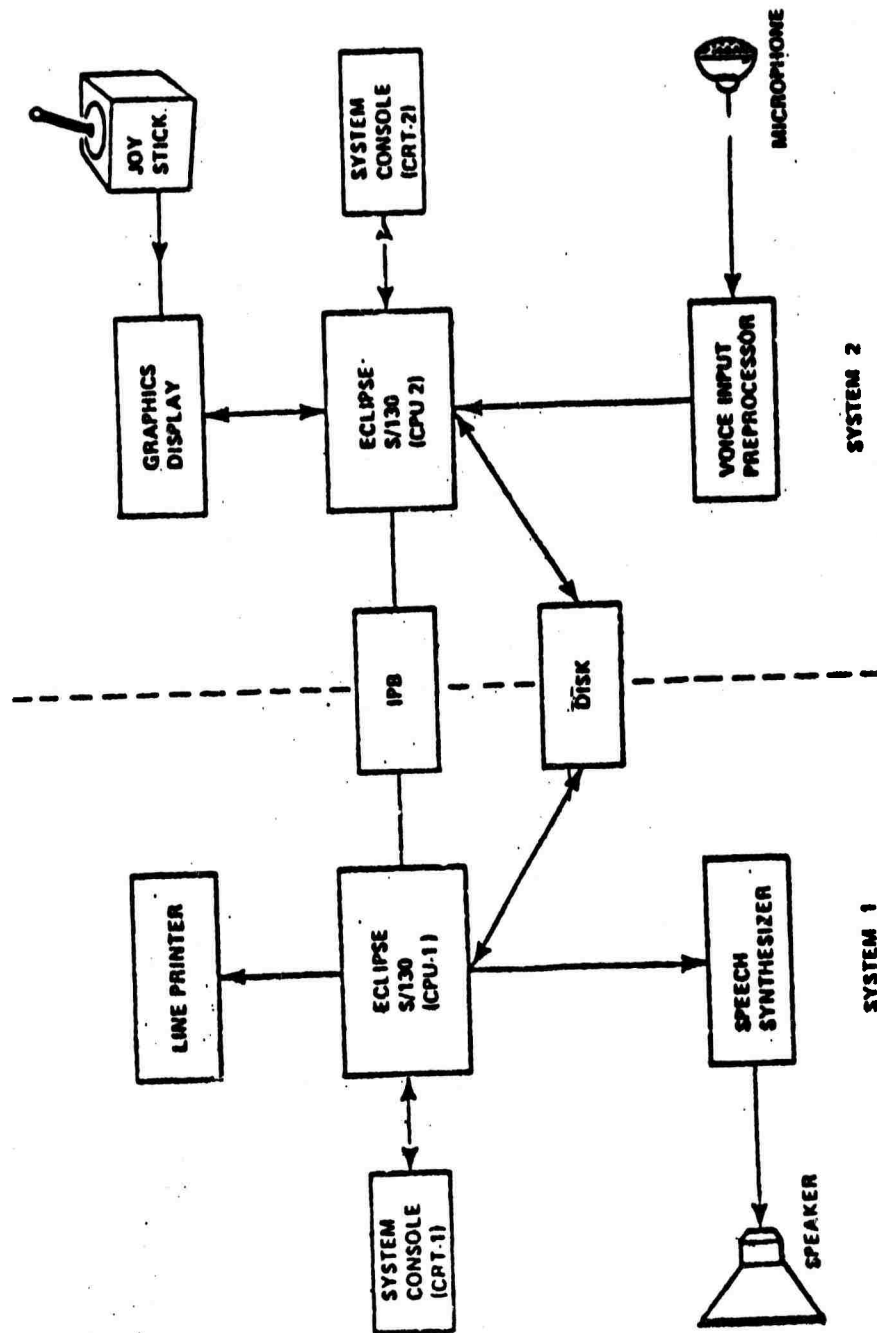 JOY
STICK.
GRAPHICS
DISPLAY
SYSTEM
CONSOLE
(CRT-2)
ECLIPSE-
S/130
(CPU 2)
MICROPHONE
VOICE INPUT
PREPROCESSOR
SYSTEM 2
IPB
DISK
LINE PRINTER
ECLIPSE
S/130
(CPU-1)
SYSTEM
CONSOLE
(CRT-1)
SPEECH
SYNTHESIZER
SPEAKER
SYSTEM 1